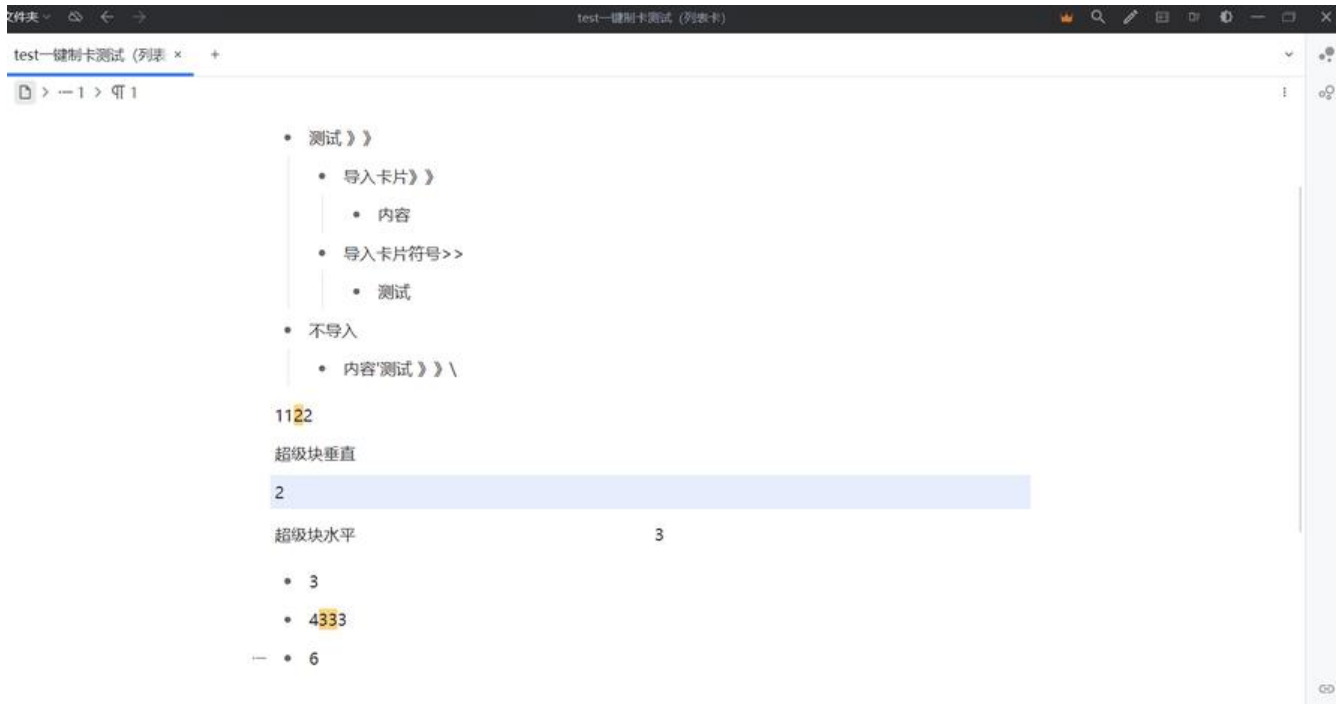 文件夹
test一键制卡测试（列表卡）
test一键制卡测试（列表
1
1
测试》》
导入卡片》》
内容
导入卡片符号>>
测试
不导入
内容'测试》》\
1122
超级块垂直
2
超级块水平 3
3
4333
6